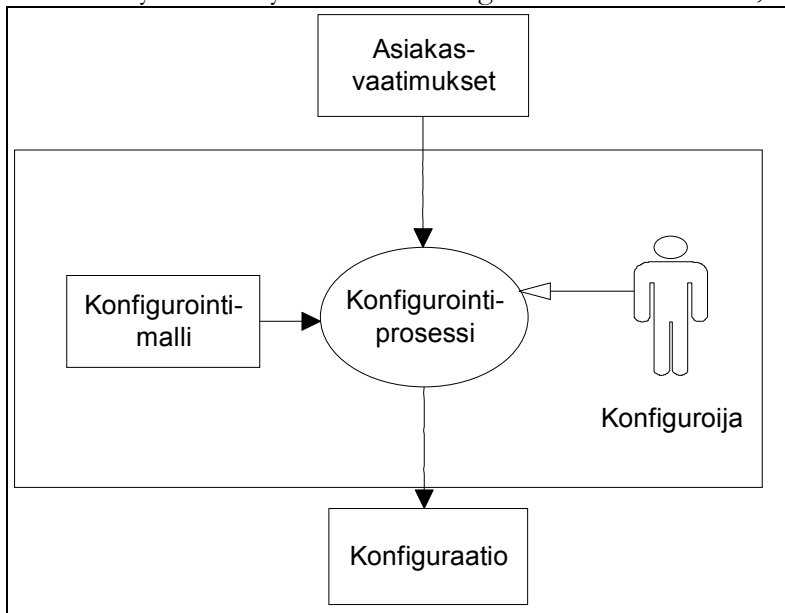 Asiakas-
vaatimukset
Konfigurointi-
malli
Konfigurointi-
prosessi
Konfiguroija
Konfiguraatio